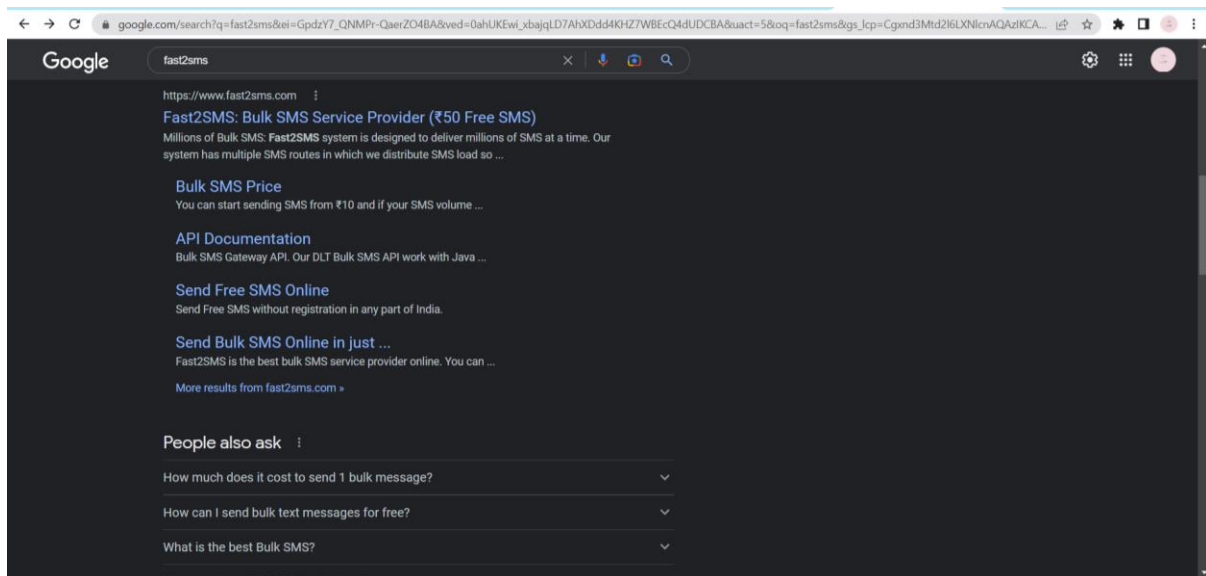 google.com/search?q=fast2sms&ei=GpdzY7_QNMPr-QaerZO4BA&ved=0ahUKEwi_xbajqLD7AhXDdd4KHZ7WBEcQ4dUDCBA&uact=5&oq=fast2sms&gs_lcp=Cgxnd3Mtd2l6LXNlcnAQAzIKCA...
Google
fast2sms
https://www.fast2sms.com
Fast2SMS: Bulk SMS Service Provider (₹50 Free SMS)
Millions of Bulk SMS: Fast2SMS system is designed to deliver millions of SMS at a time. Our
system has multiple SMS routes in which we distribute SMS load so ...
Bulk SMS Price
You can start sending SMS from ₹10 and if your SMS volume ...
API Documentation
Bulk SMS Gateway API. Our DLT Bulk SMS API work with Java ...
Send Free SMS Online
Send Free SMS without registration in any part of India.
Send Bulk SMS Online in just ...
Fast2SMS is the best bulk SMS service provider online. You can ...
More results from fast2sms.com »
People also ask
How much does it cost to send 1 bulk message?
How can I send bulk text messages for free?
What is the best Bulk SMS?